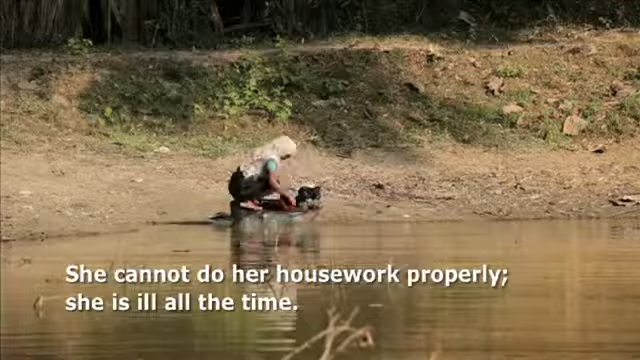 She cannot do her housework properly;
she is ill all the time.